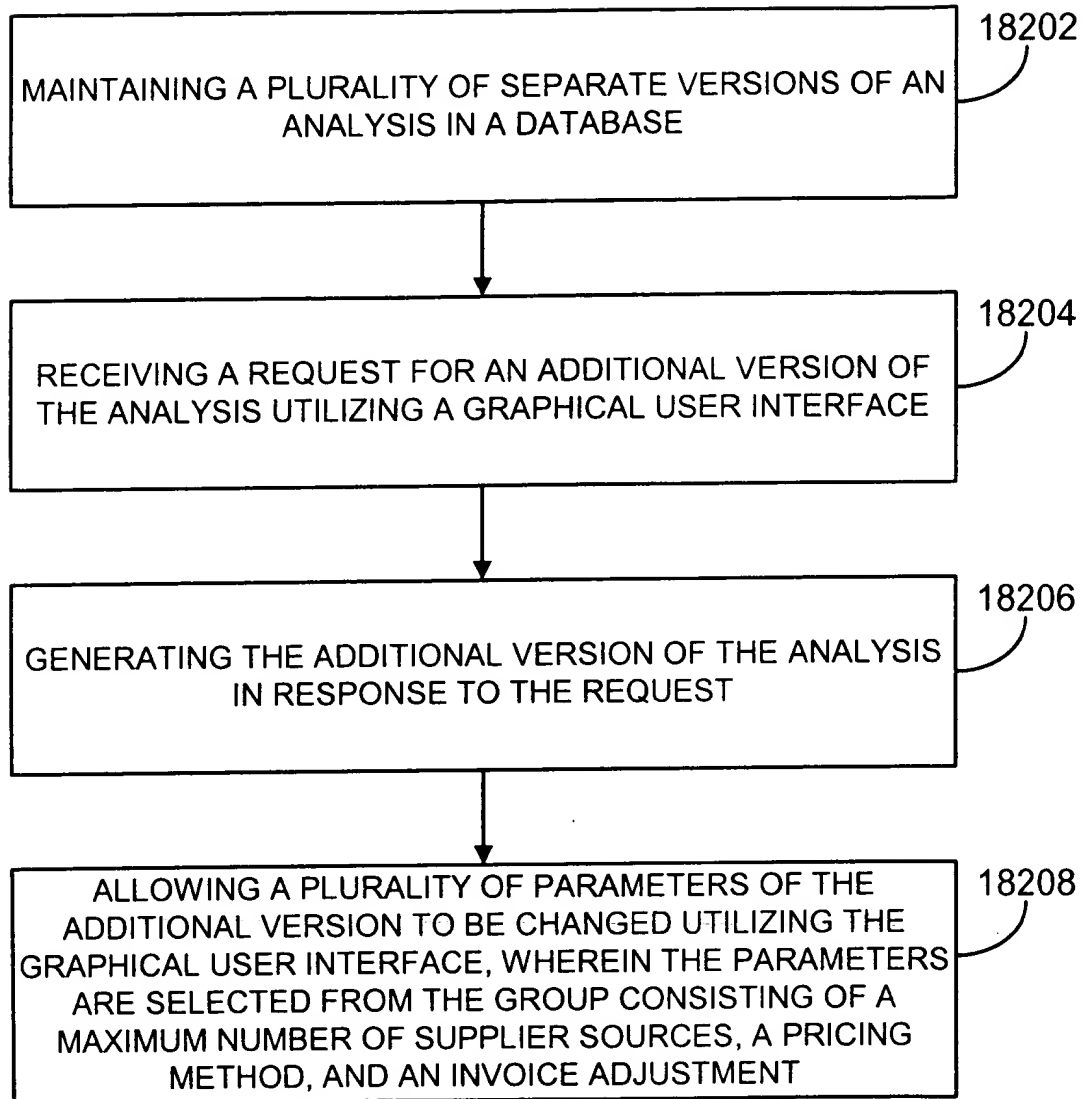 18202
MAINTAINING A PLURALITY OF SEPARATE VERSIONS OF AN
ANALYSIS IN A DATABASE
18204
RECEIVING A REQUEST FOR AN ADDITIONAL VERSION OF
THE ANALYSIS UTILIZING A GRAPHICAL USER INTERFACE
18206
GENERATING THE ADDITIONAL VERSION OF THE ANALYSIS
IN RESPONSE TO THE REQUEST
18208
ALLOWING A PLURALITY OF PARAMETERS OF THE
ADDITIONAL VERSION TO BE CHANGED UTILIZING THE
GRAPHICAL USER INTERFACE, WHEREIN THE PARAMETERS
ARE SELECTED FROM THE GROUP CONSISTING OF A
MAXIMUM NUMBER OF SUPPLIER SOURCES, A PRICING
METHOD, AND AN INVOICE ADJUSTMENT